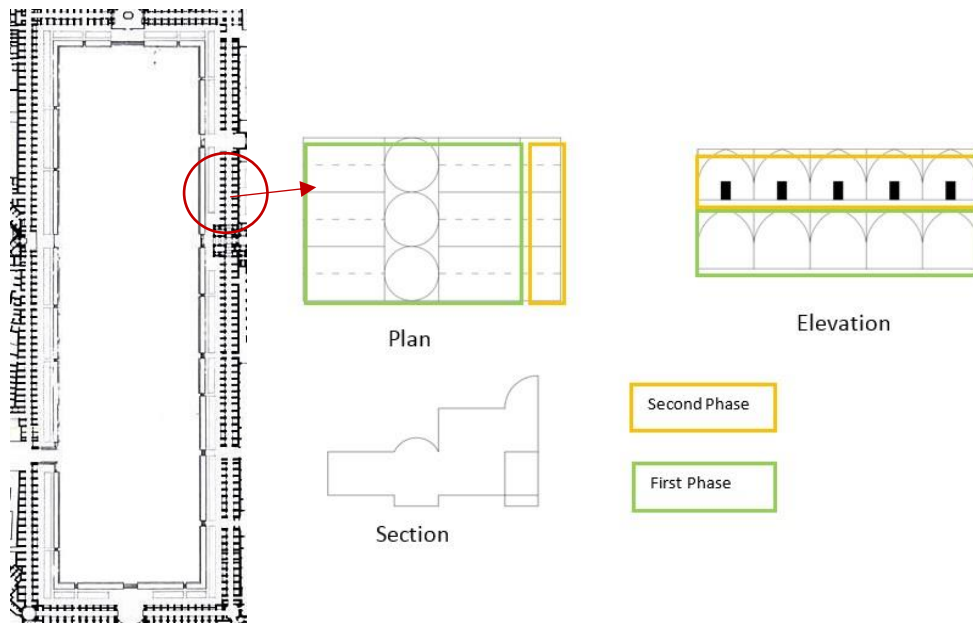 Plan
Elevation
Section
Second Phase
First Phase